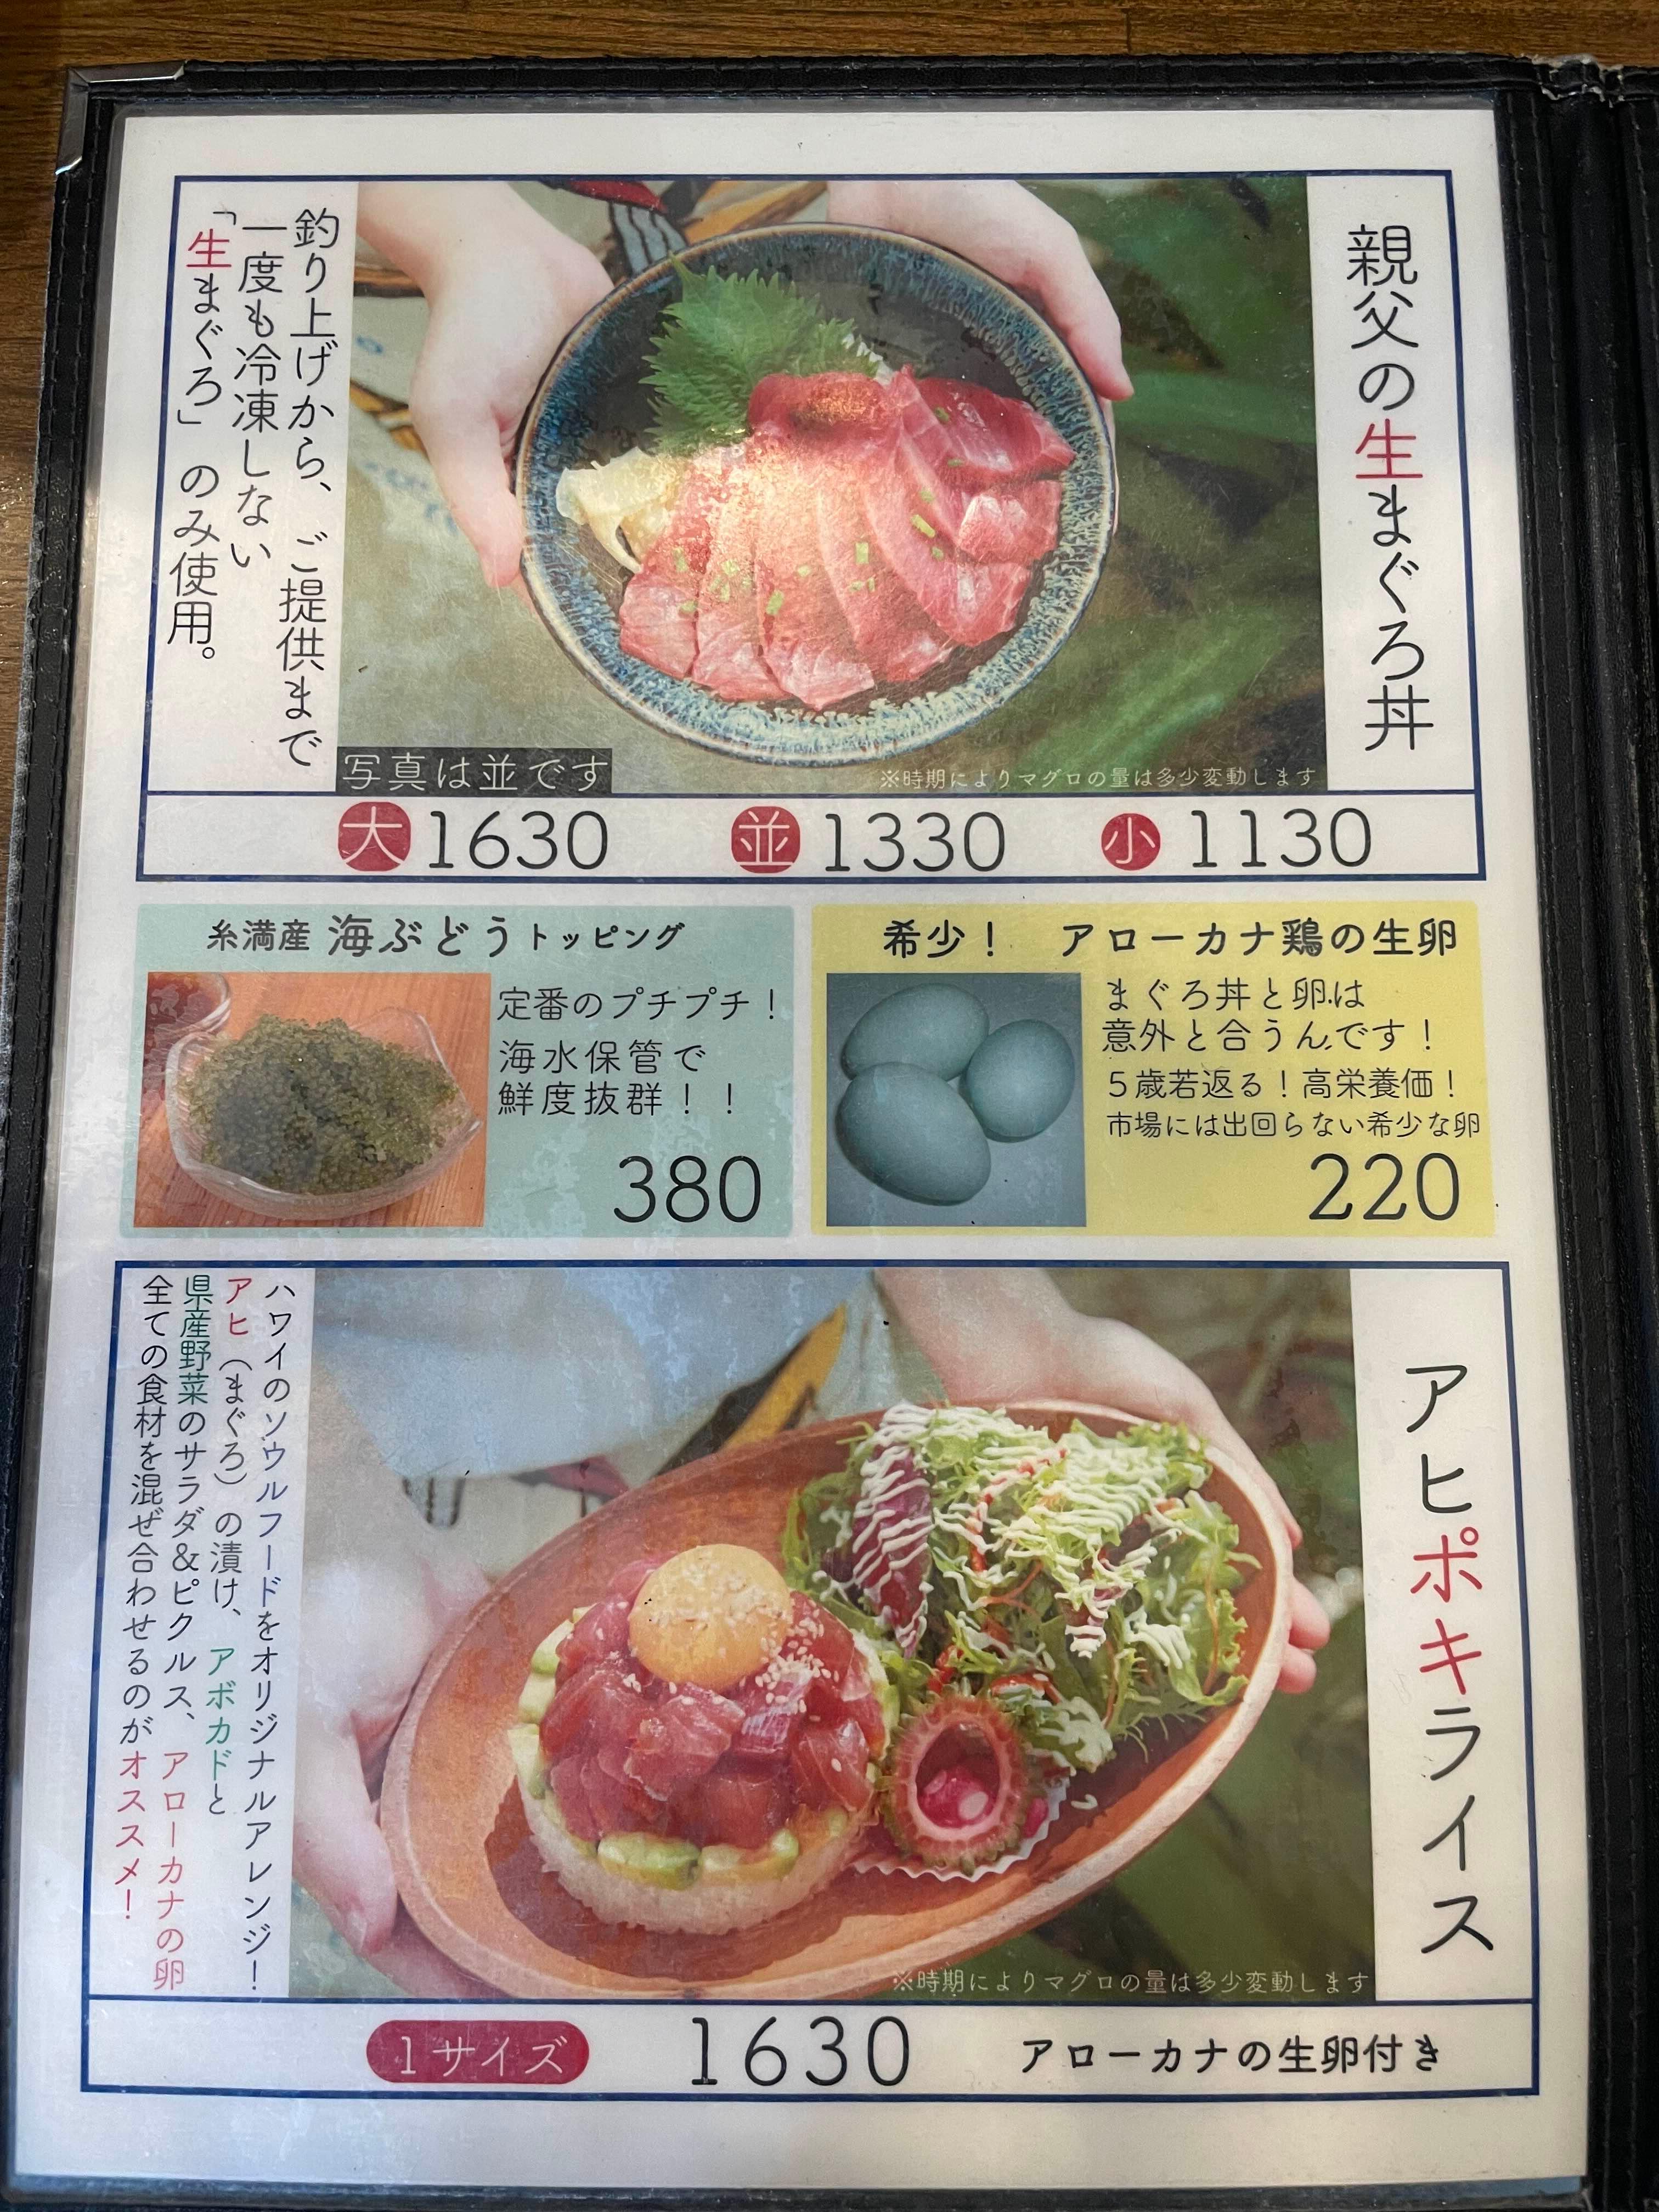 親父の生まぐろ丼
釣り上げから、ご提供まで
一度も冷凍しない
「生まぐろ」のみ使用。
写真は並です
※時期によりマグロの量は多少変動します
大 1630 並 1330 小 1130
糸満産 海ぶどうトッピング
定番のプチプチ！
海水保管で
鮮度抜群！！
380
希少！ アローカナ鶏の生卵
まぐろ丼と卵は
意外と合うんです！
5歳若返る！高栄養価！
市場には出回らない希少な卵
220
アヒポキライス
ハワイのソウルフードをオリジナルアレンジ！
アヒ（まぐろ）の漬け、アボカドと
県産野菜のサラダ＆ピクルス、アローカナの卵
全ての食材を混ぜ合わせるのがオススメ！
※時期によりマグロの量は多少変動します
1サイズ 1630 アローカナの生卵付き